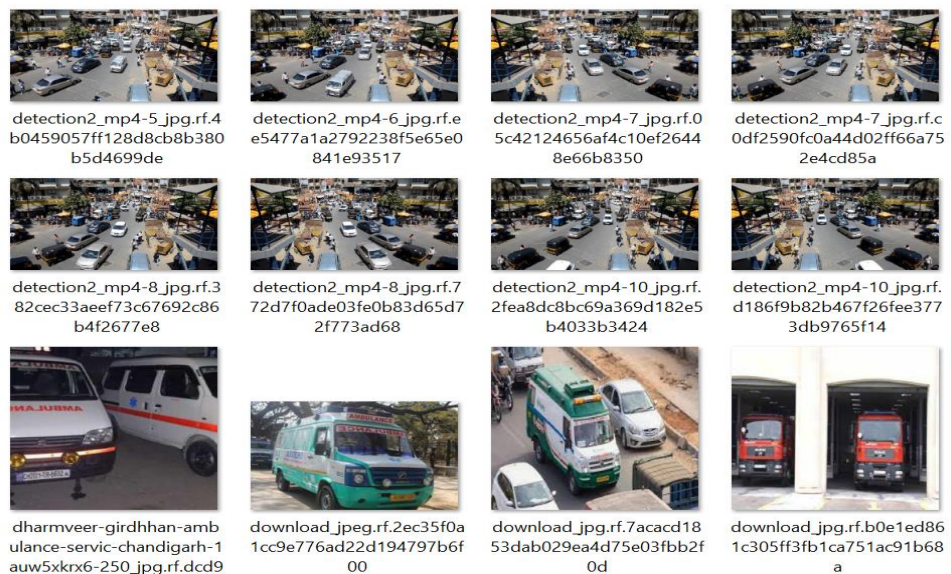 detection2_mp4-5_jpg.rf.4
b0459057ff128d8cb8b380
b5d4699de
detection2_mp4-6_jpg.rf.e
e5477a1a2792238f5e65e0
841e93517
detection2_mp4-7_jpg.rf.0
5c42124656af4c10ef2644
8e66b8350
detection2_mp4-7_jpg.rf.c
0df2590fc0a44d02ff66a75
2e4cd85a
detection2_mp4-8_jpg.rf.3
82cec33aeef73c67692c86
b4f2677e8
detection2_mp4-8_jpg.rf.7
72d7f0ade03fe0b83d65d7
2f773ad68
detection2_mp4-10_jpg.rf.
2fea8dc8bc69a369d182e5
b4033b3424
detection2_mp4-10_jpg.rf.
d186f9b82b467f26fee377
3db9765f14
AMBULANCE
dharmveer-girdhhan-amb
ulance-servic-chandigarh-1
auw5xkrx6-250_jpg.rf.dcd9
download_jpeg.rf.2ec35f0a
1cc9e776ad22d194797b6f
00
download_jpg.rf.7acacd18
53dab029ea4d75e03fbb2f
0d
download_jpg.rf.b0e1ed86
1c305ff3fb1ca751ac91b68
a